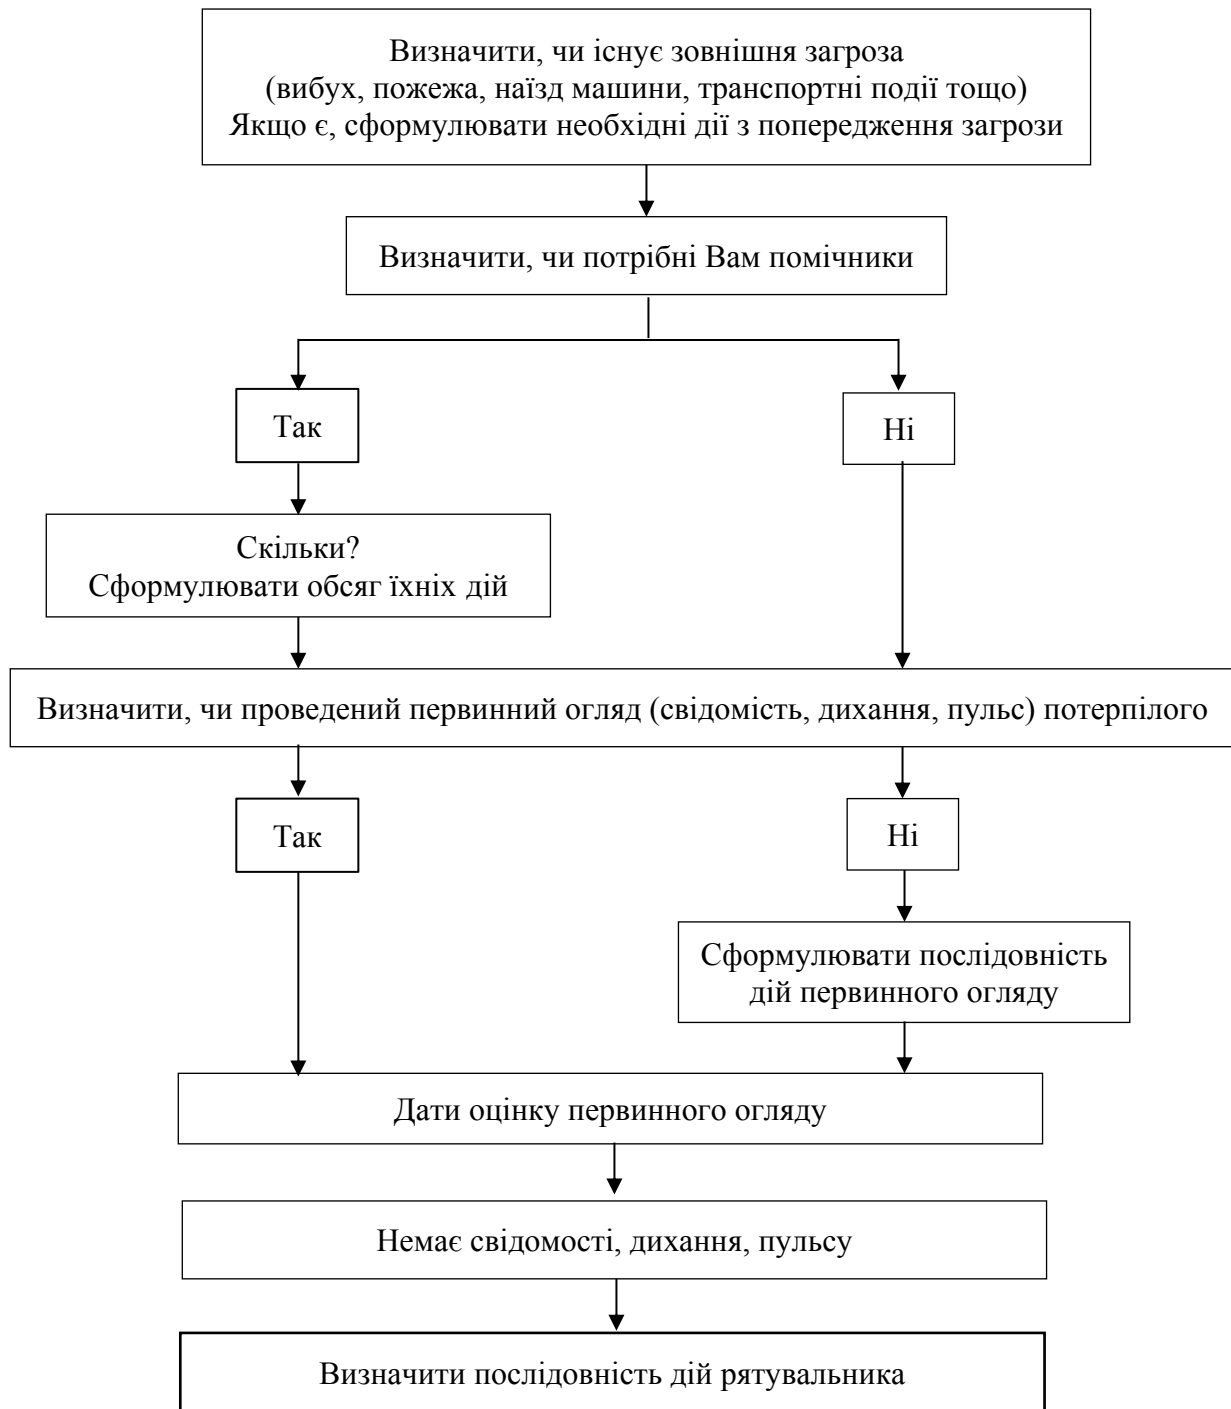 Визначити, чи існує зовнішня загроза
(вибух, пожежа, наїзд машини, транспортні події тощо)
Якщо є, сформулювати необхідні дії з попередження загрози
Визначити, чи потрібні Вам помічники
Так
Ні
Скільки?
Сформулювати обсяг їхніх дій
Визначити, чи проведений первинний огляд (свідомість, дихання, пульс) потерпілого
Так
Ні
Сформулювати послідовність
дій первинного огляду
Дати оцінку первинного огляду
Немає свідомості, дихання, пульсу
Визначити послідовність дій рятувальника